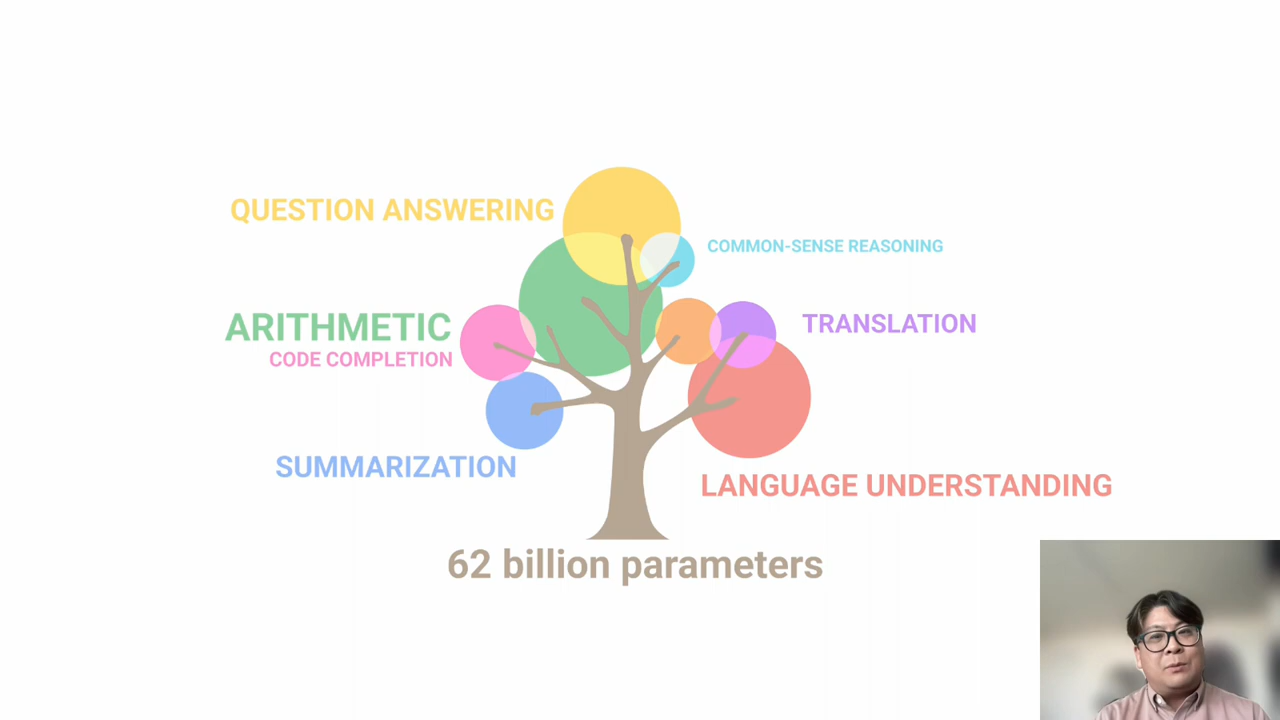 QUESTION ANSWERING
COMMON-SENSE REASONING
ARITHMETIC
TRANSLATION
CODE COMPLETION
SUMMARIZATION
LANGUAGE UNDERSTANDING
62 billion parameters